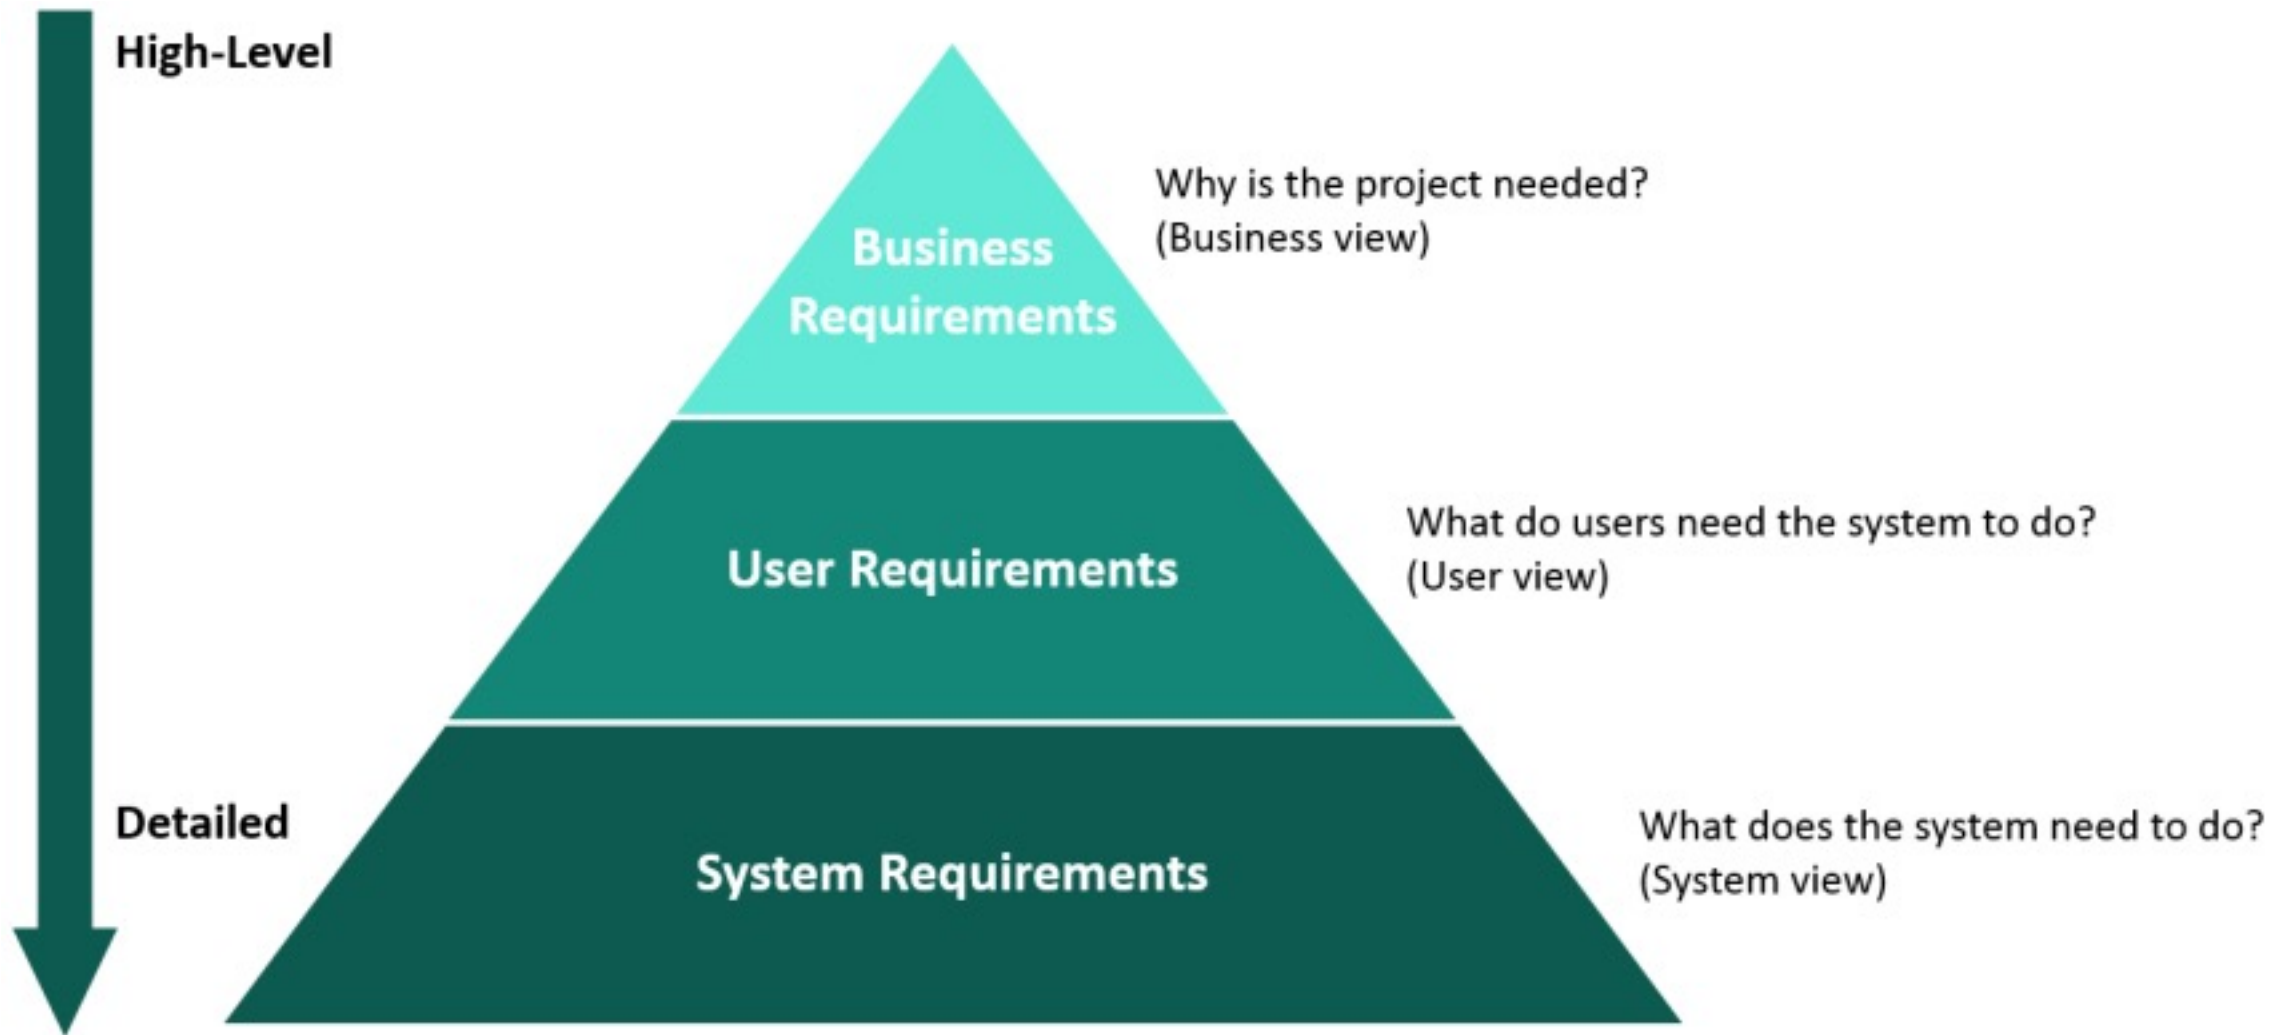 High-Level
Why is the project needed?
(Business view)
Business
Requirements
What do users need the system to do?
(User view)
User Requirements
Detailed
What does the system need to do?
(System view)
System Requirements